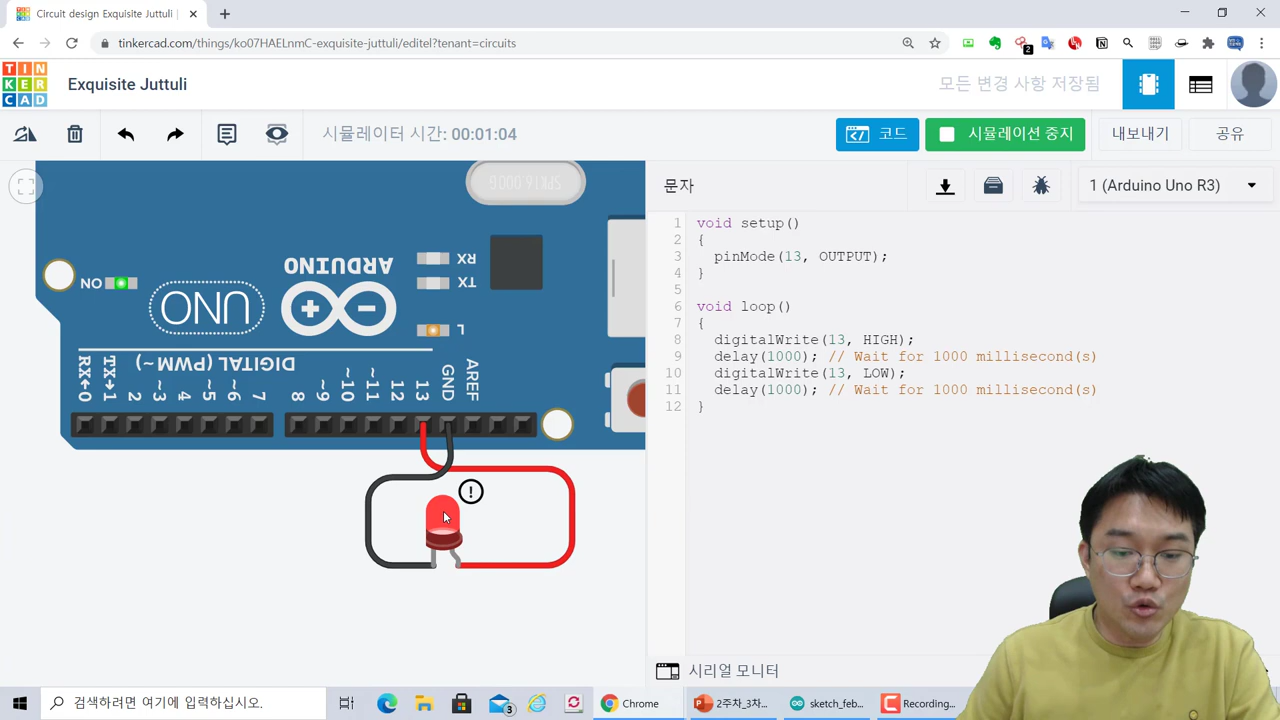 Circuit design Exquisite Juttuli
tinkercad.com/things/ko07HAELnmC-exquisite-juttuli/editel?tenant=circuits
2
TIN
KER
CAD
Exquisite Juttuli
모든 변경 사항 저장됨
시뮬레이터 시간: 00:01:04
코드
시뮬레이션 중지
내보내기
공유
문자
1 (Arduino Uno R3)
SPK16.000G
ARDUINO
UNO
ON
RX
TX
L
DIGITAL (PWM ~)
RX←0
TX→1
2
~3
4
~5
~6
7
8
~9
~10
~11
12
13
GND
AREF
!
1 void setup()
2 {
3 pinMode(13, OUTPUT);
4 }
5
6 void loop()
7 {
8 digitalWrite(13, HIGH);
9 delay(1000); // Wait for 1000 millisecond(s)
10 digitalWrite(13, LOW);
11 delay(1000); // Wait for 1000 millisecond(s)
12 }
시리얼 모니터
검색하려면 여기에 입력하십시오.
3
Chrome
2주차_3차...
sketch_feb...
Recording...